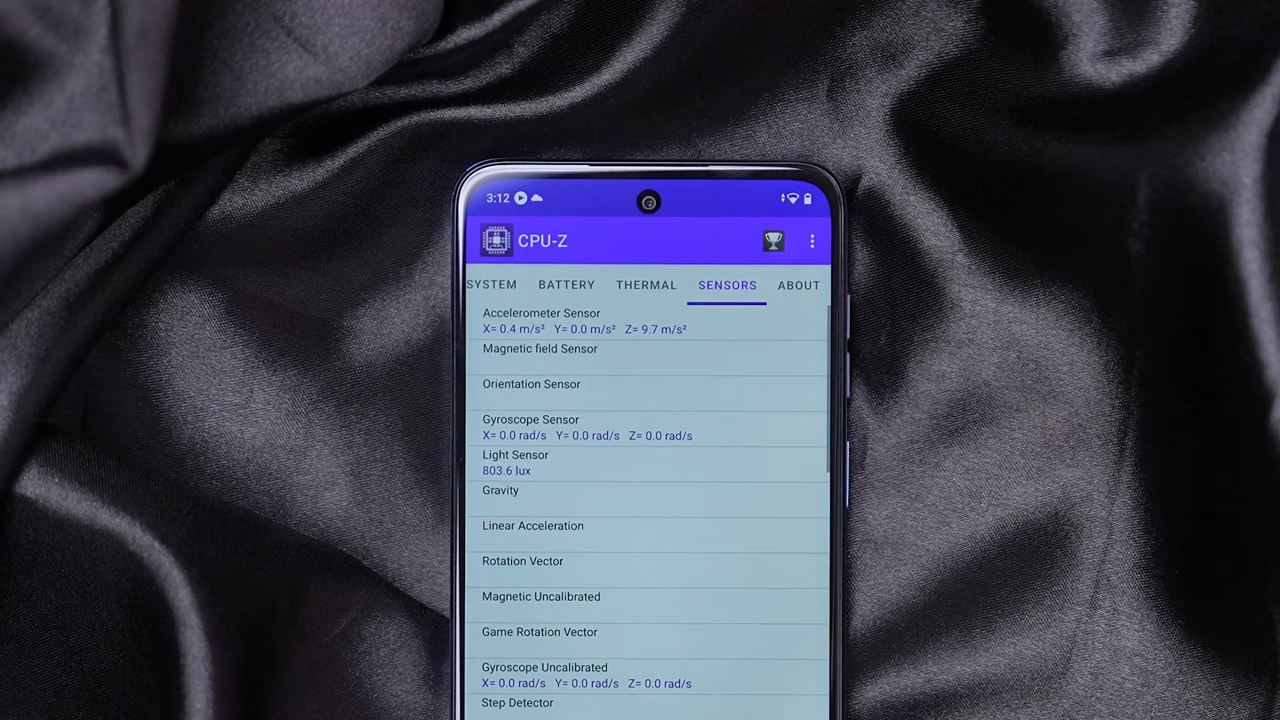 3:12
CPU-Z
SYSTEM BATTERY THERMAL SENSORS ABOUT
Accelerometer Sensor
X= 0.4 m/s² Y= 0.0 m/s² Z= 9.7 m/s²
Magnetic field Sensor
Orientation Sensor
Gyroscope Sensor
X= 0.0 rad/s Y= 0.0 rad/s Z= 0.0 rad/s
Light Sensor
803.6 lux
Gravity
Linear Acceleration
Rotation Vector
Magnetic Uncalibrated
Game Rotation Vector
Gyroscope Uncalibrated
X= 0.0 rad/s Y= 0.0 rad/s Z= 0.0 rad/s
Step Detector